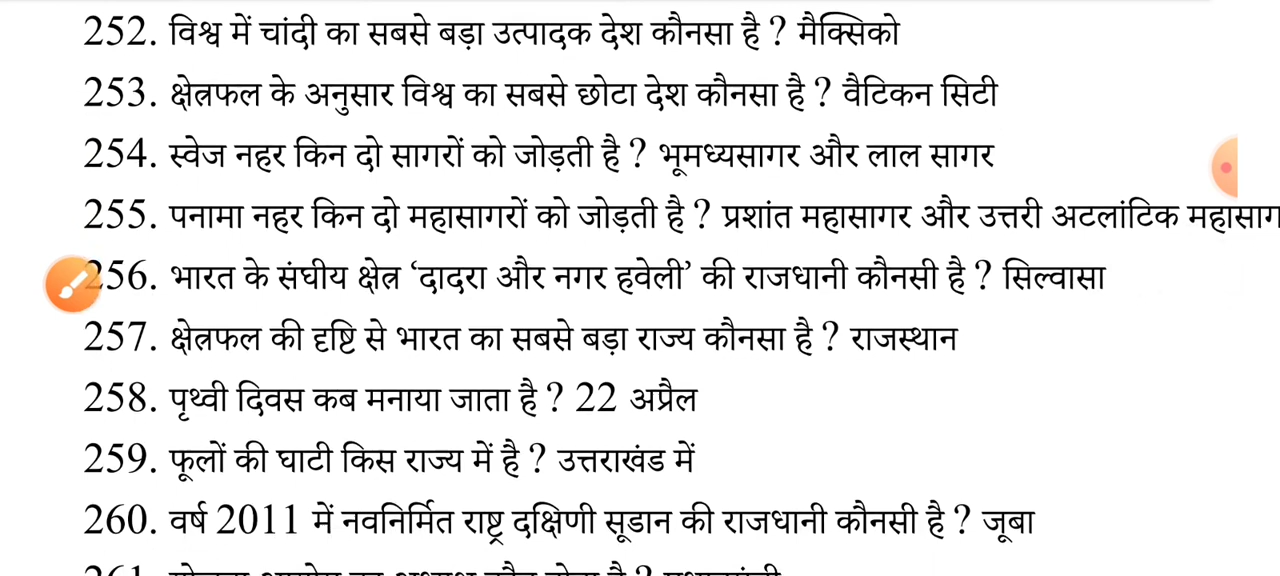 252. विश्व में चांदी का सबसे बड़ा उत्पादक देश कौनसा है ? मैक्सिको
253. क्षेत्रफल के अनुसार विश्व का सबसे छोटा देश कौनसा है ? वैटिकन सिटी
254. स्वेज नहर किन दो सागरों को जोड़ती है ? भूमध्यसागर और लाल सागर
255. पनामा नहर किन दो महासागरों को जोड़ती है ? प्रशांत महासागर और उत्तरी अटलांटिक महासाग
256. भारत के संघीय क्षेत्र ‘दादरा और नगर हवेली’ की राजधानी कौनसी है ? सिल्वासा
257. क्षेत्रफल की दृष्टि से भारत का सबसे बड़ा राज्य कौनसा है ? राजस्थान
258. पृथ्वी दिवस कब मनाया जाता है ? 22 अप्रैल
259. फूलों की घाटी किस राज्य में है ? उत्तराखंड में
260. वर्ष 2011 में नवनिर्मित राष्ट्र दक्षिणी सूडान की राजधानी कौनसी है ? जूबा